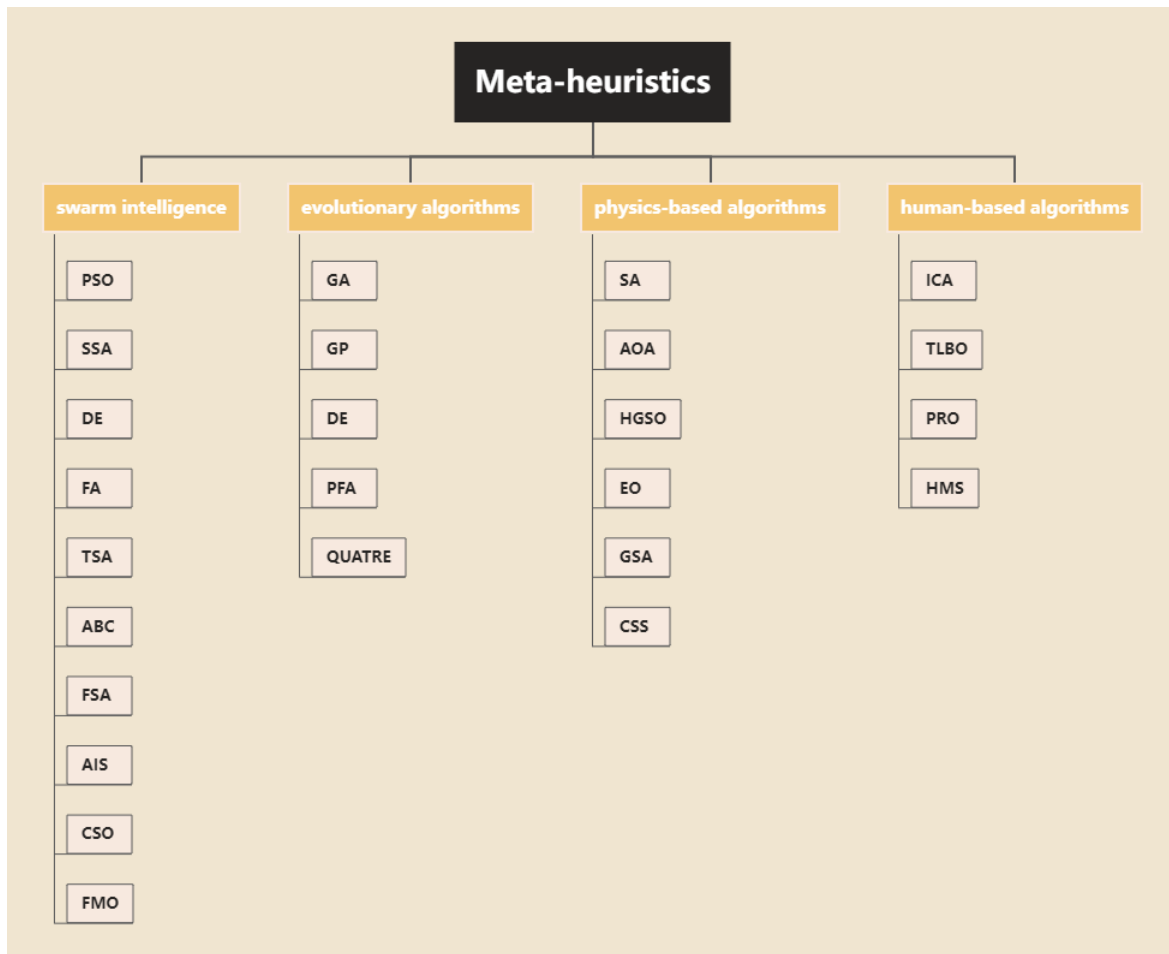 Meta-heuristics
swarm intelligence
PSO
SSA
DE
FA
TSA
ABC
FSA
AIS
CSO
FMO
evolutionary algorithms
GA
GP
DE
PFA
QUATRE
physics-based algorithms
SA
AOA
HGSO
EO
GSA
CSS
human-based algorithms
ICA
TLBO
PRO
HMS